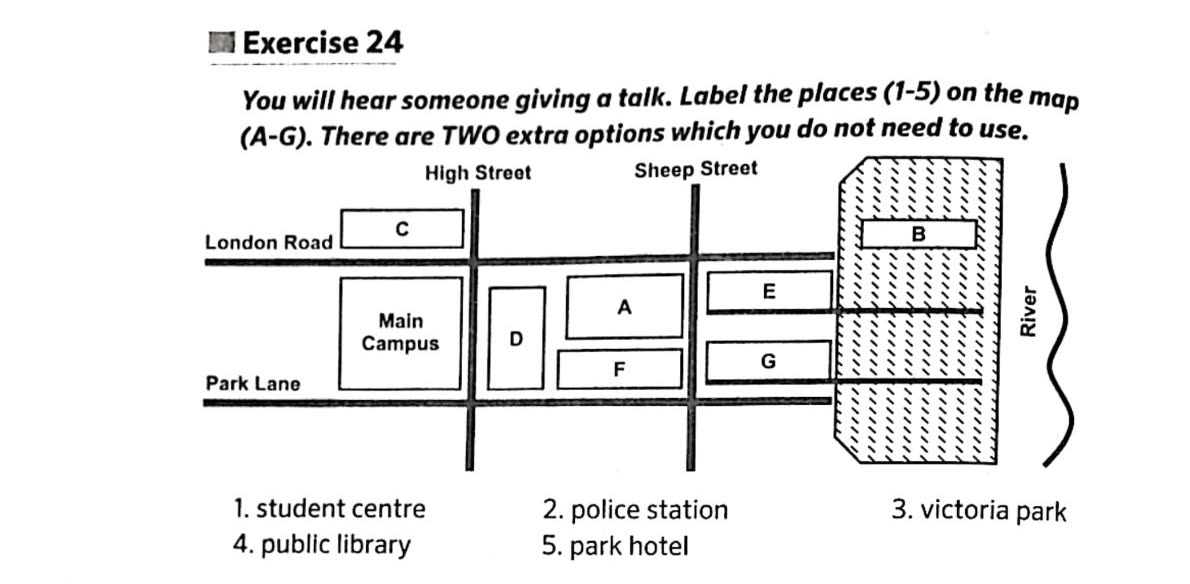 Exercise 24
You will hear someone giving a talk. Label the places (1-5) on the map
(A-G). There are TWO extra options which you do not need to use.
High Street
Sheep Street
C
London Road
B
E
A
Main
Campus
D
River
F
G
Park Lane
1. student centre
2. police station
3. victoria park
4. public library
5. park hotel